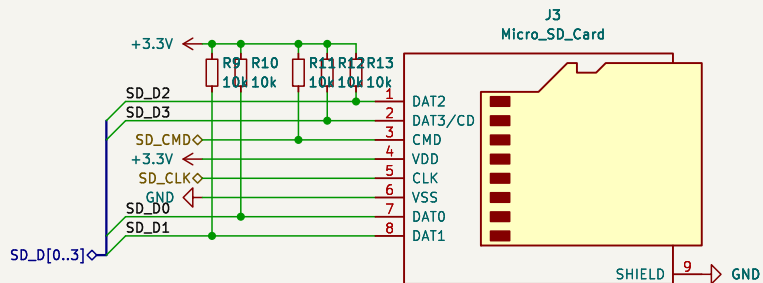 J3
Micro_SD_Card
+3.3V
R9 R10 R11 R12 R13
10k 10k 10k 10k 10k
SD_D2
1 DAT2
SD_D3
2 DAT3/CD
SD_CMD
3 CMD
+3.3V
4 VDD
SD_CLK
5 CLK
GND
6 VSS
SD_D0
7 DAT0
SD_D1
8 DAT1
SD_D[0..3]
SHIELD 9 GND